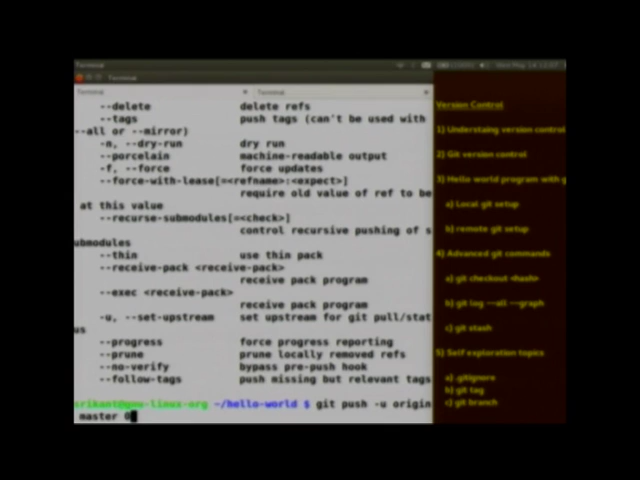 Terminal
Terminal
Terminal
Terminal
--delete delete refs
--tags push tags (can't be used with
--all or --mirror)
-n, --dry-run dry run
--porcelain machine-readable output
-f, --force force updates
--force-with-lease[=<refname>:<expect>]
require old value of ref to be
at this value
--recurse-submodules[=<check>]
control recursive pushing of s
ubmodules
--thin use thin pack
--receive-pack <receive-pack>
receive pack program
--exec <receive-pack>
receive pack program
-u, --set-upstream set upstream for git pull/stat
us
--progress force progress reporting
--prune prune locally removed refs
--no-verify bypass pre-push hook
--follow-tags push missing but relevant tags
~/hello-world $ git push -u origin
master
Version Control
1) Understaing version control
2) Git version control
3) Hello world program with g
a) Local git setup
b) remote git setup
4) Advanced git commands
a) git checkout <hash>
b) git log --all --graph
c) git stash
5) Self exploration topics
a) .gitignore
b) git tag
c) git branch